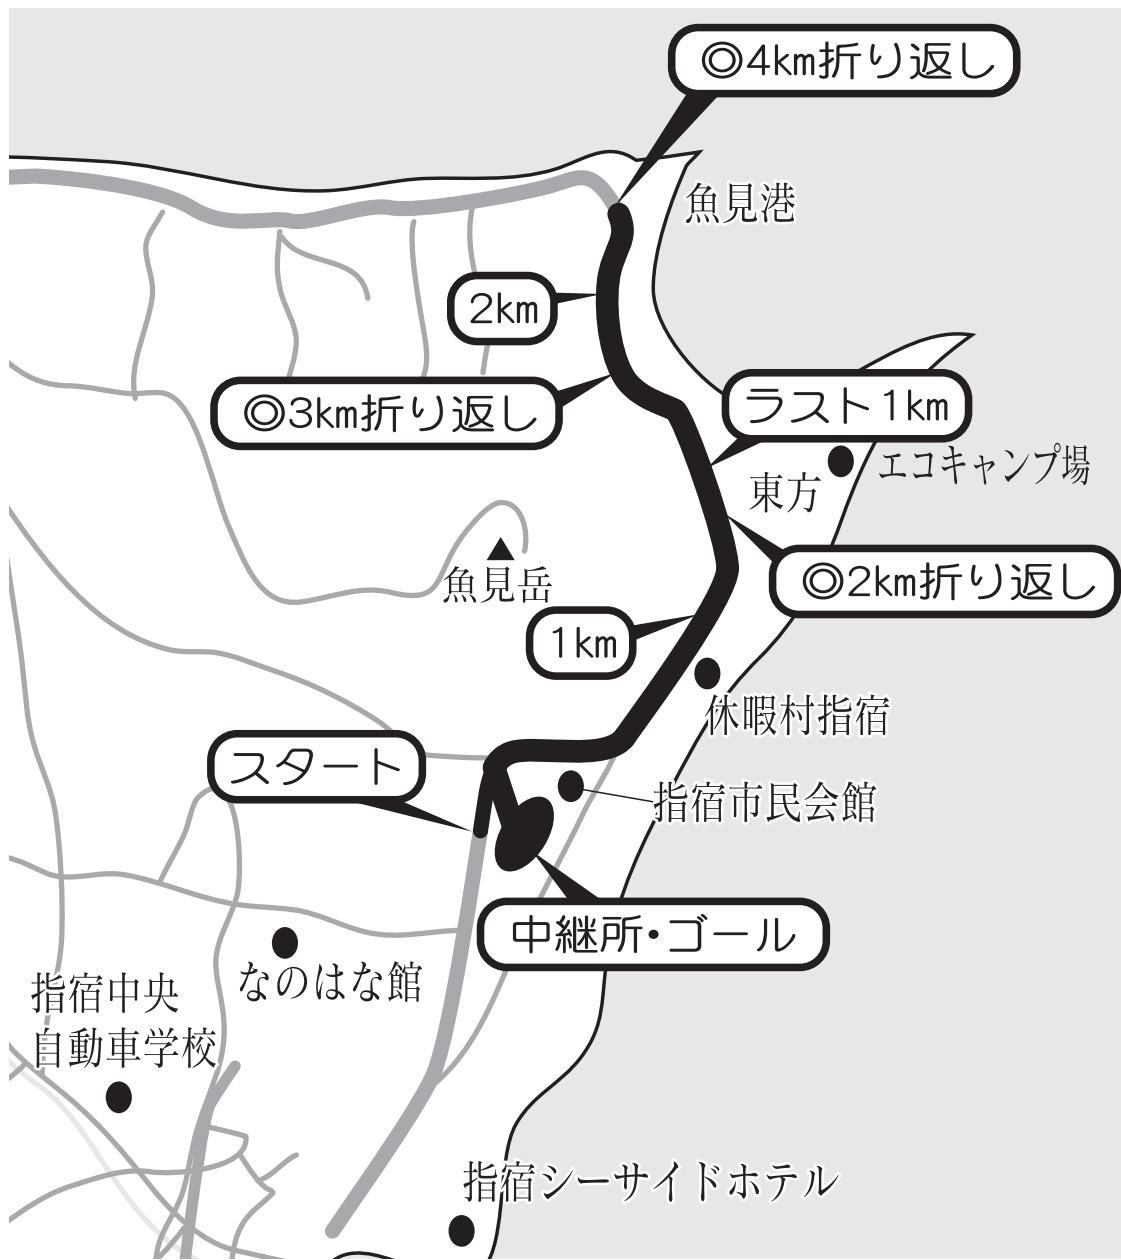 ◎4km折り返し
魚見港
2km
◎3km折り返し
ラスト1km
エコキャンプ場
東方
魚見岳
◎2km折り返し
1km
休暇村指宿
スタート
指宿市民会館
中継所・ゴール
なのはな館
指宿中央
自動車学校
指宿シーサイドホテル